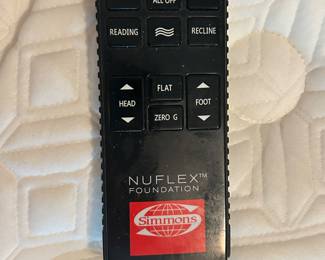 ALL OFF
READING
RECLINE
HEAD
FLAT
FOOT
ZERO G
NUFLEX™
FOUNDATION
Simmons